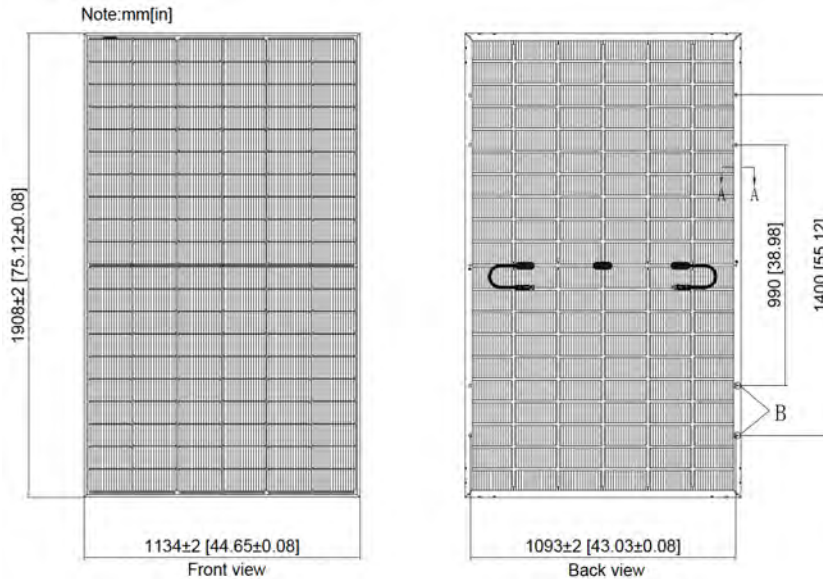 Note:mm[in]
1908±2 [75.12±0.08]
1134±2 [44.65±0.08]
Front view
A A
990 [38.98]
1400 [55.12]
B
1093±2 [43.03±0.08]
Back view